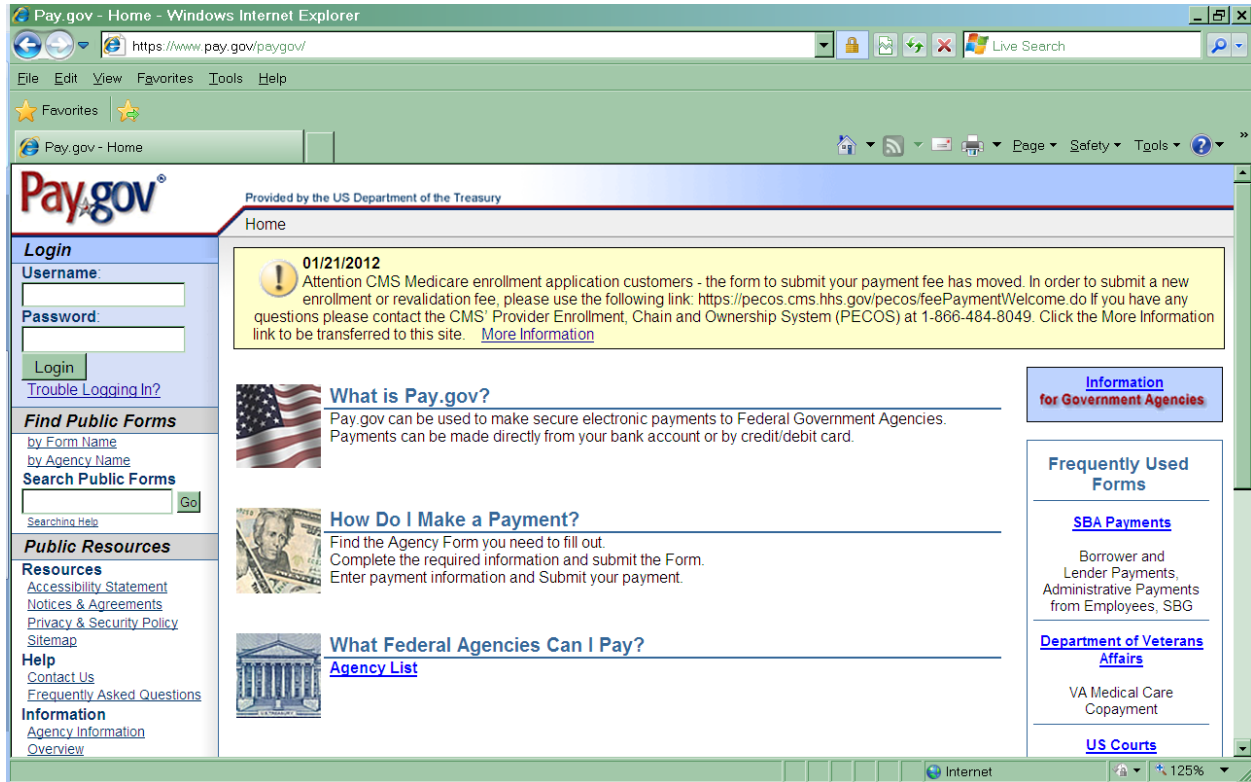 Pay.gov - Home - Windows Internet Explorer
https://www.pay.gov/paygov/
Live Search
File Edit View Favorites Tools Help
Favorites
Pay.gov - Home
Page Safety Tools
Pay.gov®
Provided by the US Department of the Treasury
Home
Login
Username:
Password:
Login
Trouble Logging In?
Find Public Forms
by Form Name
by Agency Name
Search Public Forms
Go
Searching Help
Public Resources
Resources
Accessibility Statement
Notices & Agreements
Privacy & Security Policy
Sitemap
Help
Contact Us
Frequently Asked Questions
Information
Agency Information
Overview
01/21/2012
Attention CMS Medicare enrollment application customers - the form to submit your payment fee has moved. In order to submit a new
enrollment or revalidation fee, please use the following link: https://pecos.cms.hhs.gov/pecos/feePaymentWelcome.do If you have any
questions please contact the CMS' Provider Enrollment, Chain and Ownership System (PECOS) at 1-866-484-8049. Click the More Information
link to be transferred to this site. More Information
What is Pay.gov?
Pay.gov can be used to make secure electronic payments to Federal Government Agencies.
Payments can be made directly from your bank account or by credit/debit card.
How Do I Make a Payment?
Find the Agency Form you need to fill out.
Complete the required information and submit the Form.
Enter payment information and Submit your payment.
What Federal Agencies Can I Pay?
Agency List
Information
for Government Agencies
Frequently Used
Forms
SBA Payments
Borrower and
Lender Payments,
Administrative Payments
from Employees, SBG
Department of Veterans
Affairs
VA Medical Care
Copayment
US Courts
Internet
125%